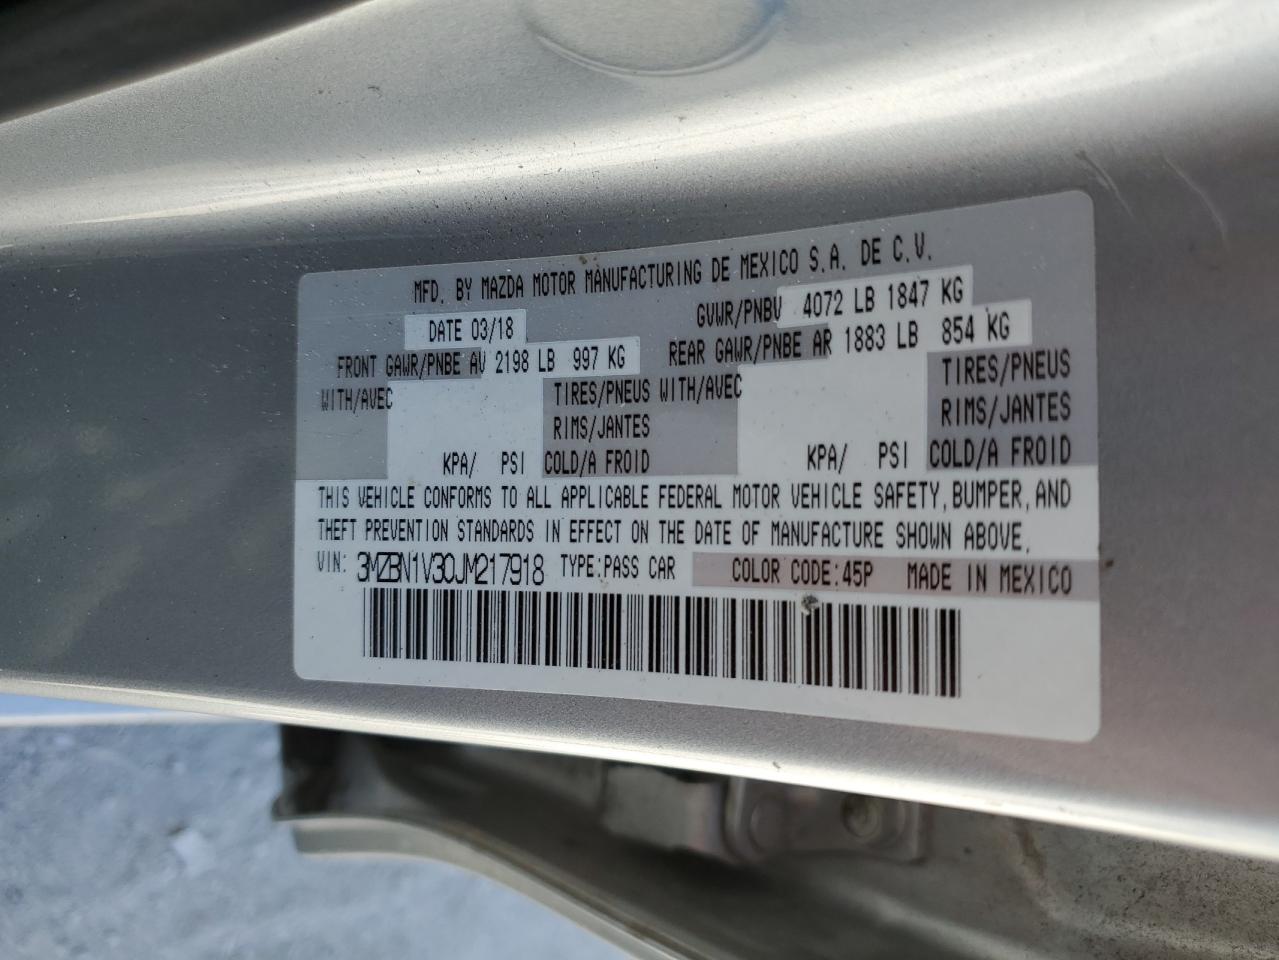 MFD. BY MAZDA MOTOR MANUFACTURING DE MEXICO S.A. DE C.V.
DATE 03/18 GVWR/PNBV 4072 LB 1847 KG
FRONT GAWR/PNBE AV 2198 LB 997 KG REAR GAWR/PNBE AR 1883 LB 854 KG
WITH/AVEC TIRES/PNEUS WITH/AVEC TIRES/PNEUS
RIMS/JANTES RIMS/JANTES
KPA/ PSI COLD/A FROID KPA/ PSI COLD/A FROID
THIS VEHICLE CONFORMS TO ALL APPLICABLE FEDERAL MOTOR VEHICLE SAFETY, BUMPER, AND
THEFT PREVENTION STANDARDS IN EFFECT ON THE DATE OF MANUFACTURE SHOWN ABOVE.
VIN: 3MZBN1V30JM217918 TYPE:PASS CAR COLOR CODE:45P MADE IN MEXICO